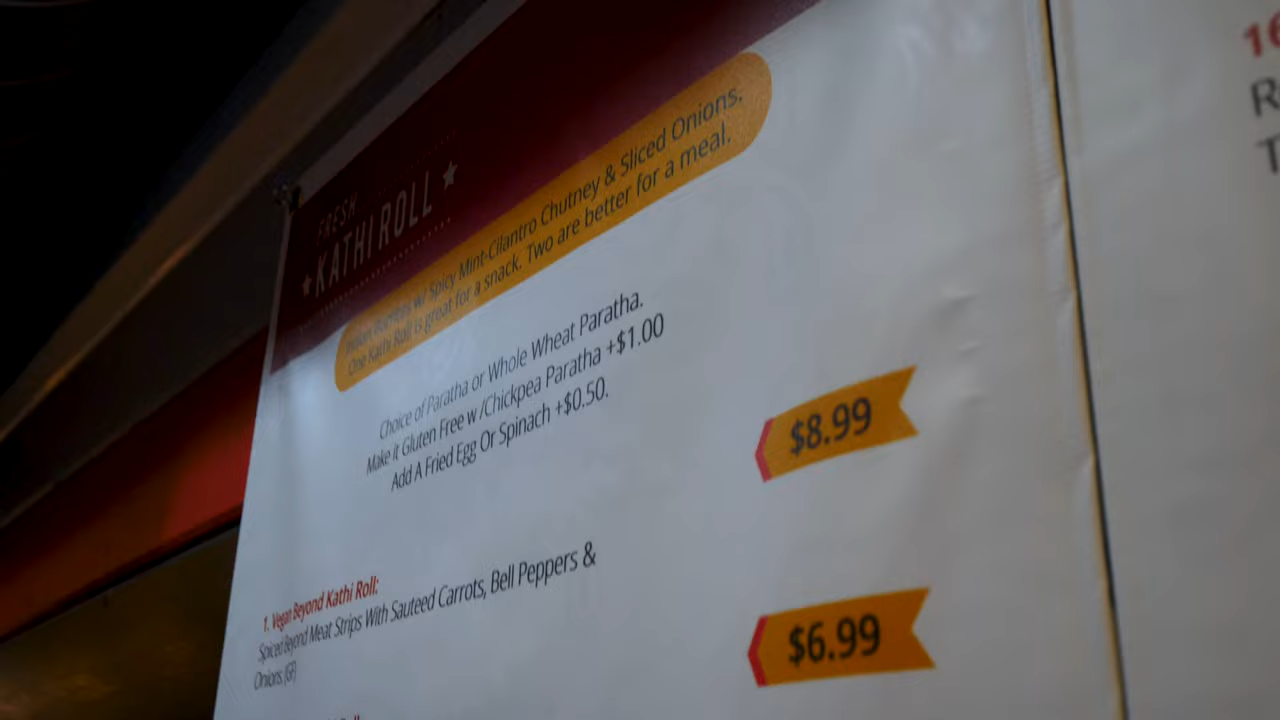 FRESH
KATHI ROLL
Indian Burritos w/ Spicy Mint-Cilantro Chutney & Sliced Onions.
One Kathi Roll is great for a snack. Two are better for a meal.
Choice of Paratha or Whole Wheat Paratha.
Make it Gluten Free w /Chickpea Paratha +$1.00
Add A Fried Egg Or Spinach +$0.50.
$8.99
1. Vegan Beyond Kathi Roll:
Spiced Beyond Meat Strips With Sauteed Carrots, Bell Peppers &
Onions (GF)
$6.99
16
R
T